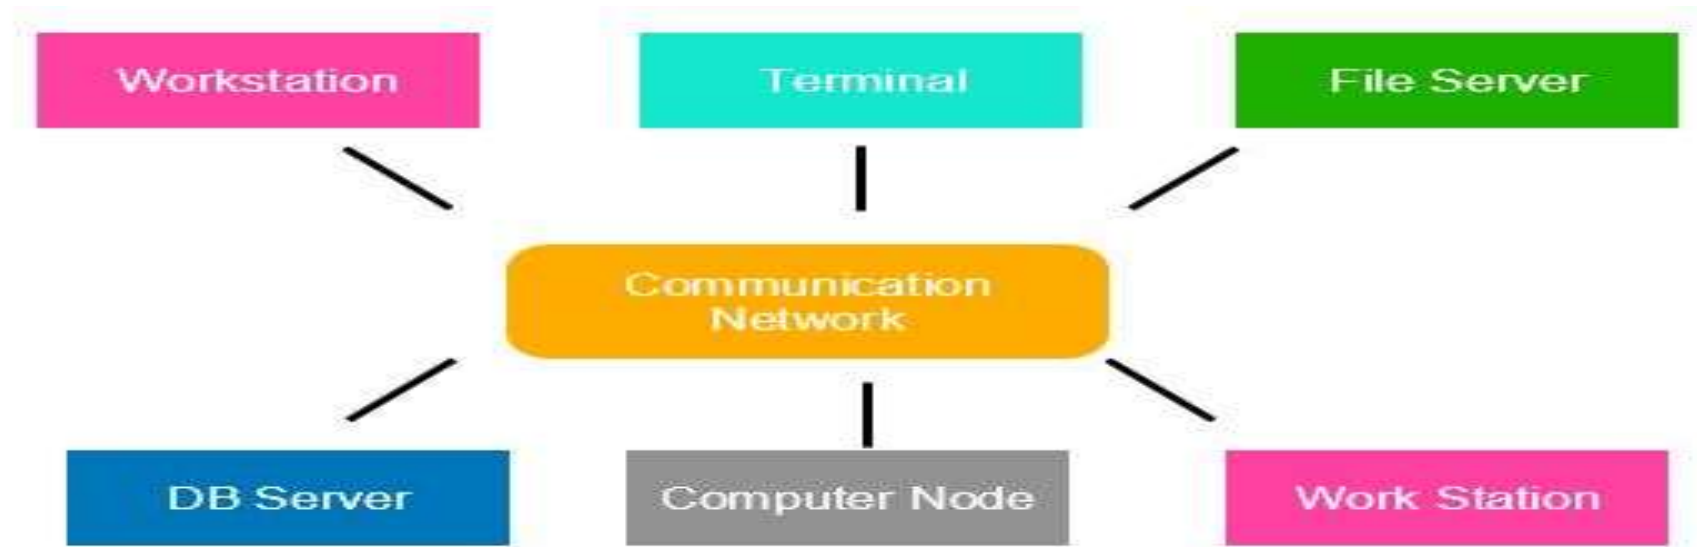 Workstation
Terminal
File Server
Communication
Network
DB Server
Computer Node
Work Station